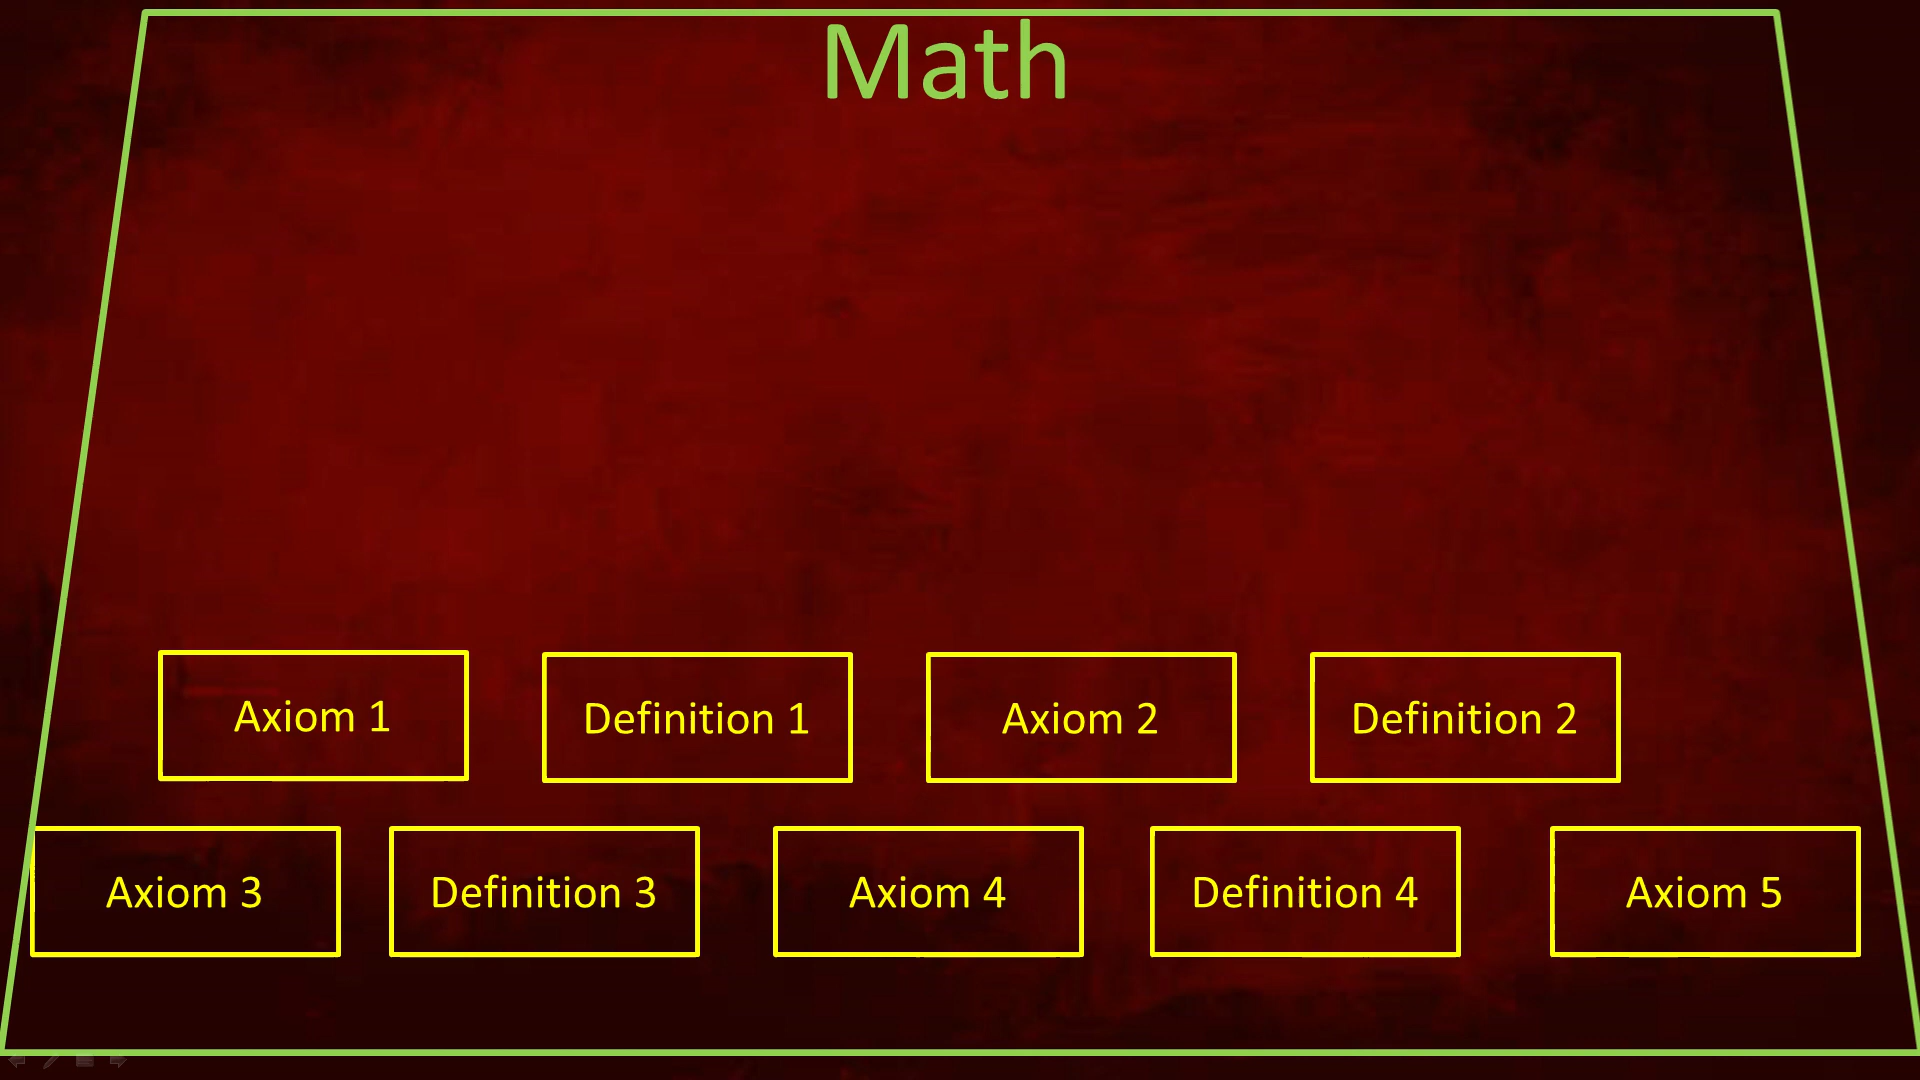 Math
Axiom 1
Definition 1
Axiom 2
Definition 2
Axiom 3
Definition 3
Axiom 4
Definition 4
Axiom 5